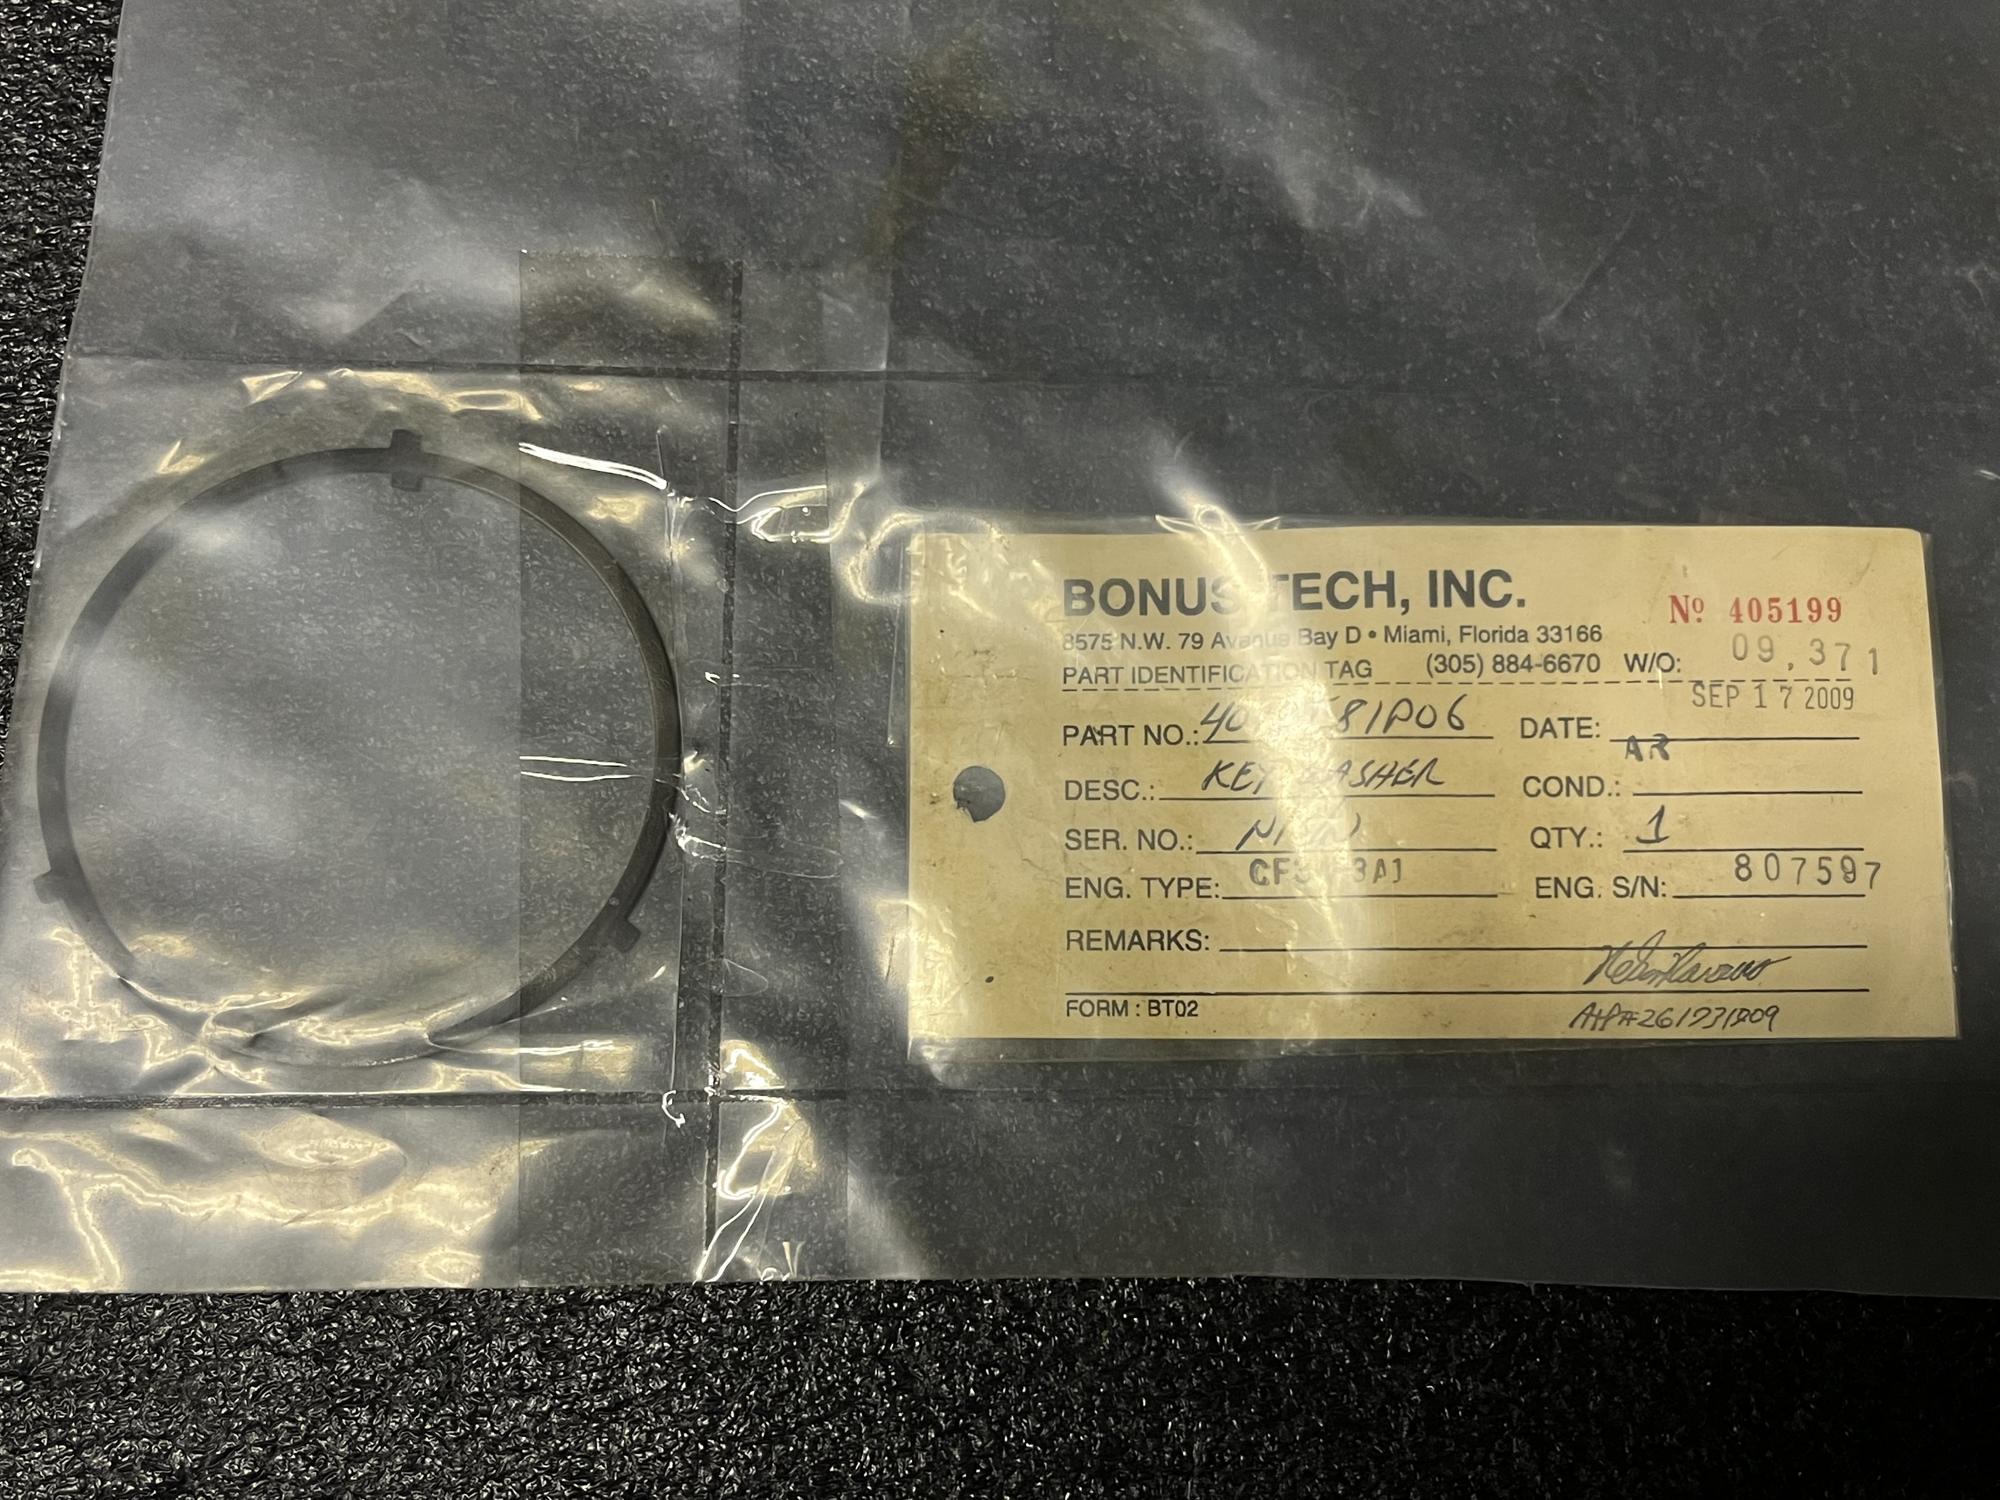 BONUS TECH, INC.
Nº 405199
8575 N.W. 79 Avenue Bay D • Miami, Florida 33166
PART IDENTIFICATION TAG (305) 884-6670 W/O: 09,371
PART NO.: DATE: SEP 17 2009
DESC.: KEY WASHER COND.: AR
SER. NO.: QTY.: 1
ENG. TYPE: ENG. S/N: 807597
REMARKS:
FORM : BT02